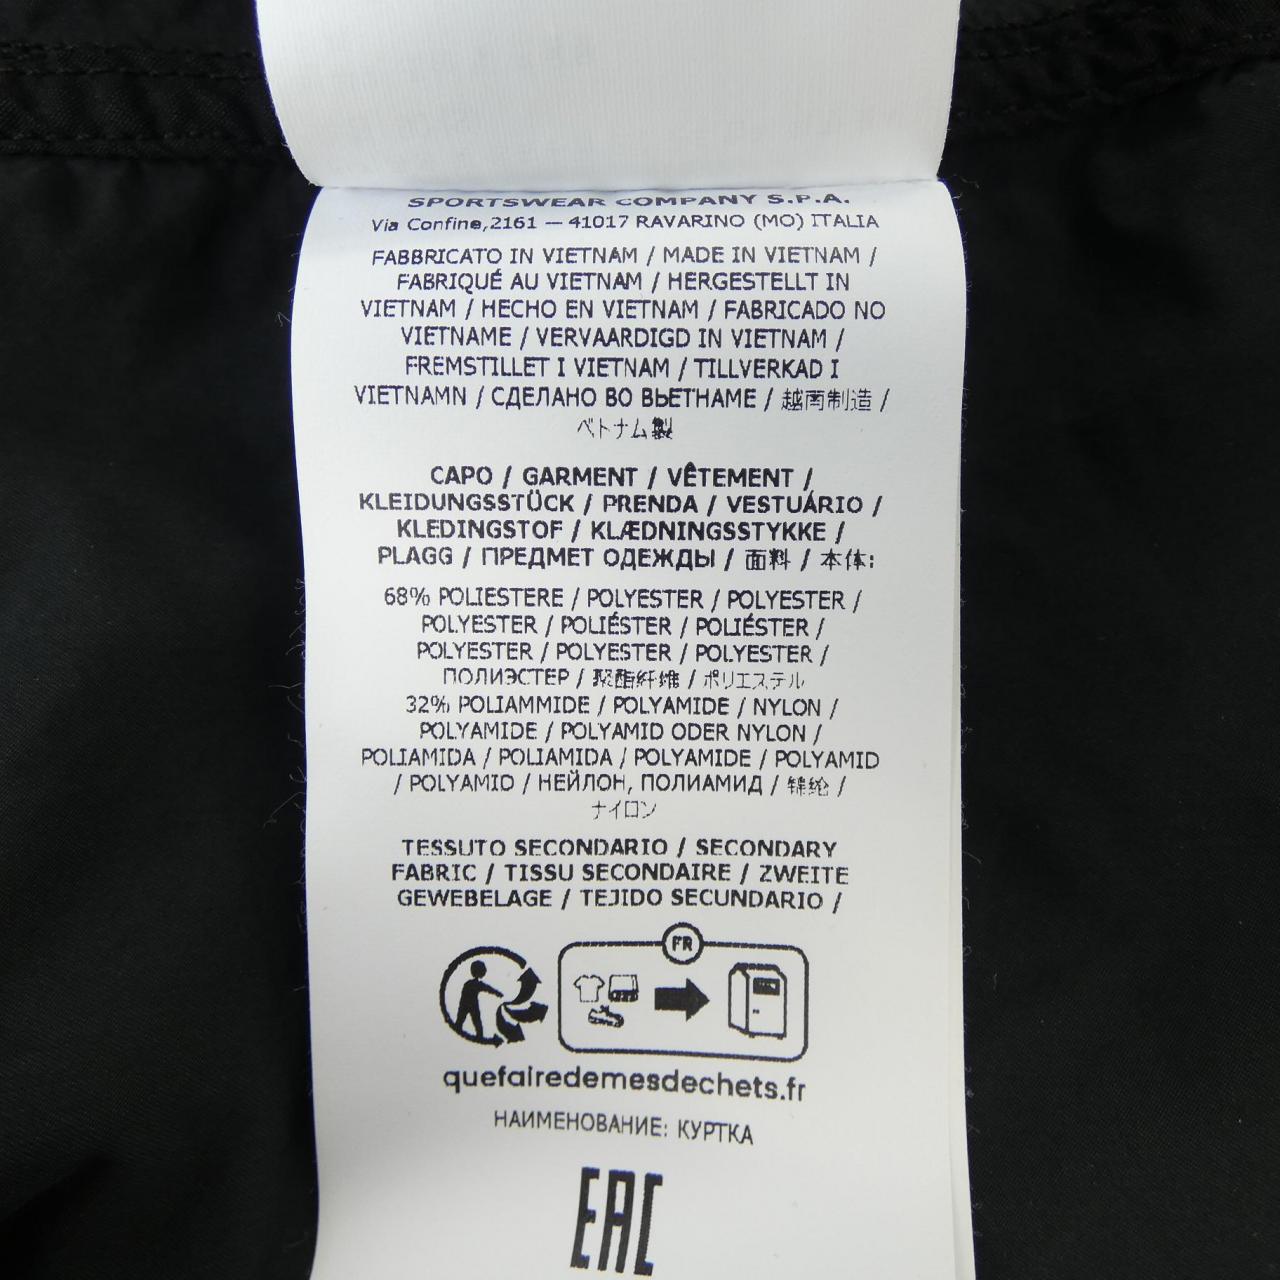 SPORTSWEAR COMPANY S.P.A.
Via Confine,2161 — 41017 RAVARINO (MO) ITALIA
FABBRICATO IN VIETNAM / MADE IN VIETNAM /
FABRIQUÉ AU VIETNAM / HERGESTELLT IN
VIETNAM / HECHO EN VIETNAM / FABRICADO NO
VIETNAME / VERVAARDIGD IN VIETNAM /
FREMSTILLET I VIETNAM / TILLVERKAD I
VIETNAMN / СДЕЛАНО ВО ВЬЕТНАМЕ / 越南制造 /
ベトナム製
CAPO / GARMENT / VÊTEMENT /
KLEIDUNGSSTÜCK / PRENDA / VESTUÁRIO /
KLEDINGSTOF / KLÆDNINGSSTYKKE /
PLAGG / ПРЕДМЕТ ОДЕЖДЫ / 面料 / 本体:
68% POLIESTERE / POLYESTER / POLYESTER /
POLYESTER / POLIÉSTER / POLIÉSTER /
POLYESTER / POLYESTER / POLYESTER /
ПОЛИЭСТЕР / 聚酯纤维 / ポリエステル
32% POLIAMMIDE / POLYAMIDE / NYLON /
POLYAMIDE / POLYAMID ODER NYLON /
POLIAMIDA / POLIAMIDA / POLYAMIDE / POLYAMID
/ POLYAMID / НЕЙЛОН, ПОЛИАМИД / 锦纶 /
ナイロン
TESSUTO SECONDARIO / SECONDARY
FABRIC / TISSU SECONDAIRE / ZWEITE
GEWEBELAGE / TEJIDO SECUNDARIO /
FR
quefairedemesdechets.fr
НАИМЕНОВАНИЕ: КУРТКА
EAC